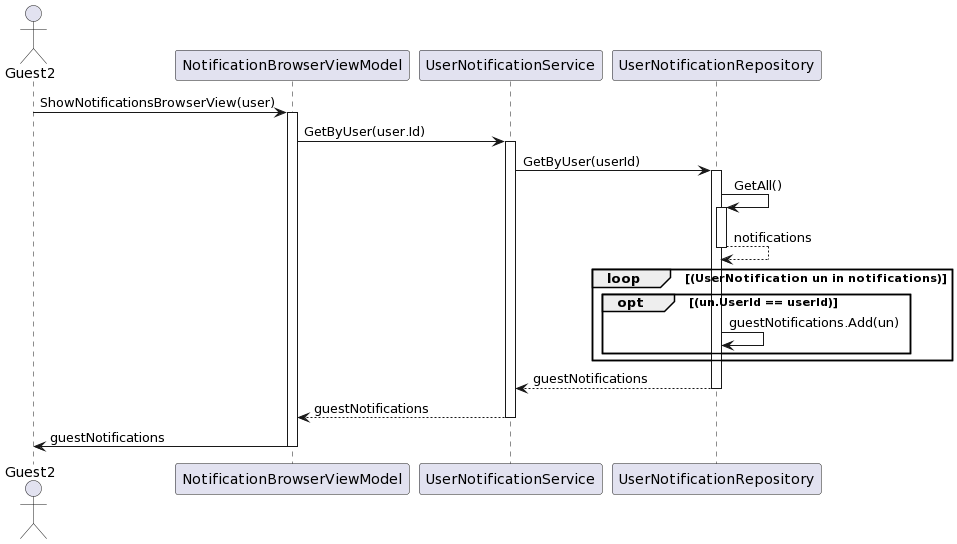 Guest2
NotificationBrowserViewModel
UserNotificationService
UserNotificationRepository
ShowNotificationsBrowserView(user)
GetByUser(user.Id)
GetByUser(userId)
GetAll()
notifications
loop [(UserNotification un in notifications)]
opt [(un.UserId == userId)]
guestNotifications.Add(un)
guestNotifications
guestNotifications
guestNotifications
Guest2
NotificationBrowserViewModel
UserNotificationService
UserNotificationRepository